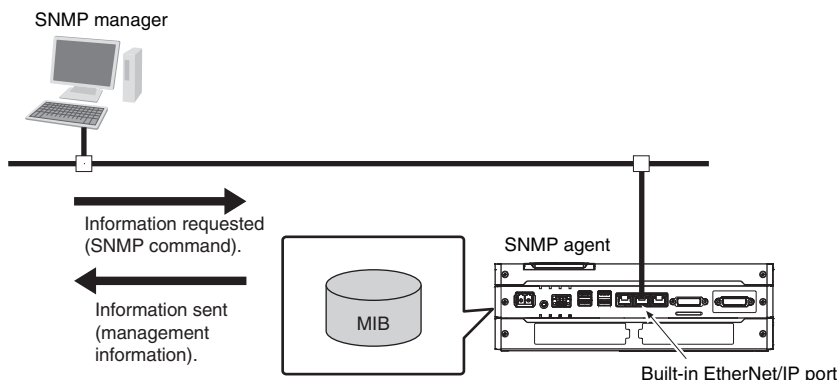 SNMP manager
Information requested
(SNMP command).
Information sent
(management
information).
MIB
SNMP agent
Built-in EtherNet/IP port